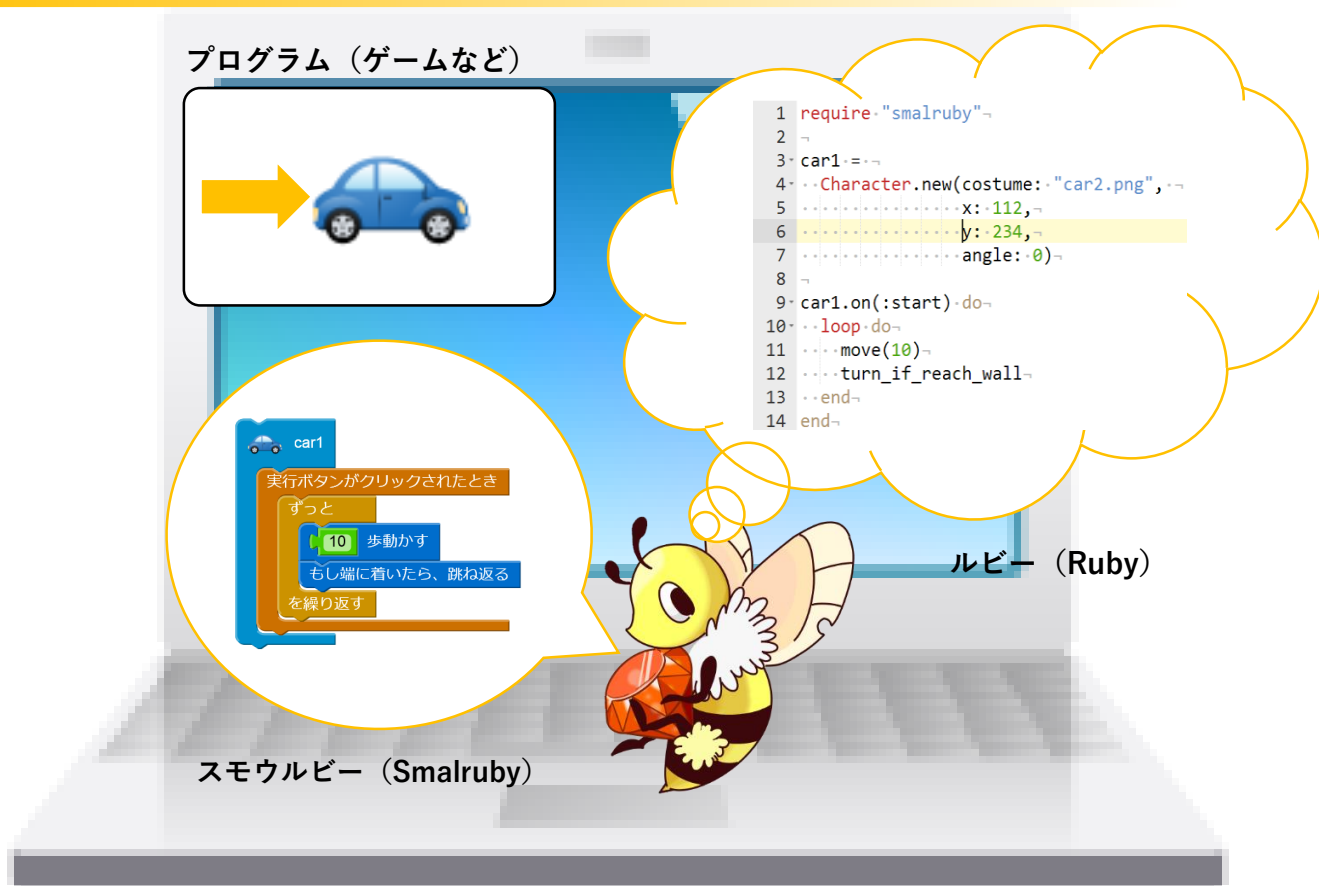 プログラム（ゲームなど）
1 require "smalruby"
2
3 car1 =
4 Character.new(costume: "car2.png",
5 x: 112,
6 y: 234,
7 angle: 0)
8
9 car1.on(:start) do
10 loop do
11 move(10)
12 turn_if_reach_wall
13 end
14 end
car1
実行ボタンがクリックされたとき
ずっと
10 歩動かす
もし端に着いたら、跳ね返る
を繰り返す
ルビー（Ruby）
スモウルビー（Smalruby）